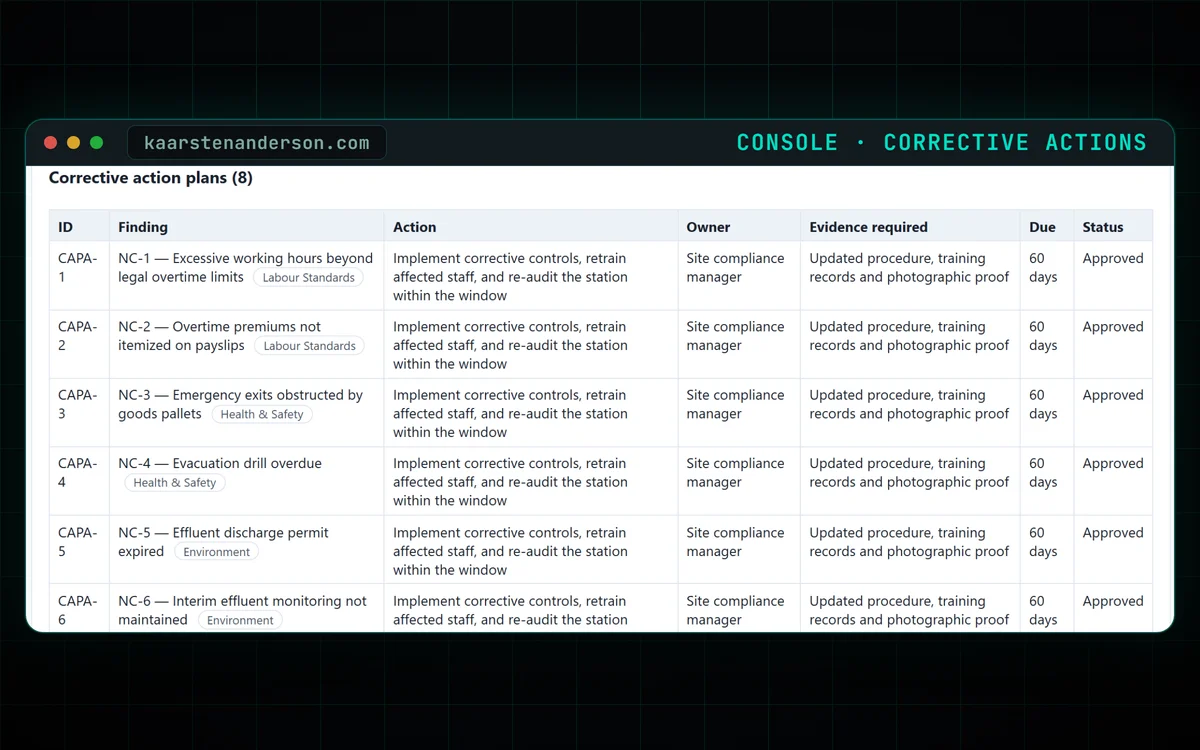 kaarstenanderson.com
CONSOLE · CORRECTIVE ACTIONS
Corrective action plans (8)
ID Finding Action Owner Evidence required Due Status
CAPA- NC-1 — Excessive working hours beyond Implement corrective controls, retrain Site compliance Updated procedure, training 60 Approved
1 legal overtime limits Labour Standards affected staff, and re-audit the station manager records and photographic proof days
within the window
CAPA- NC-2 — Overtime premiums not Implement corrective controls, retrain Site compliance Updated procedure, training 60 Approved
2 itemized on payslips Labour Standards affected staff, and re-audit the station manager records and photographic proof days
within the window
CAPA- NC-3 — Emergency exits obstructed by Implement corrective controls, retrain Site compliance Updated procedure, training 60 Approved
3 goods pallets Health & Safety affected staff, and re-audit the station manager records and photographic proof days
within the window
CAPA- NC-4 — Evacuation drill overdue Implement corrective controls, retrain Site compliance Updated procedure, training 60 Approved
4 Health & Safety affected staff, and re-audit the station manager records and photographic proof days
within the window
CAPA- NC-5 — Effluent discharge permit Implement corrective controls, retrain Site compliance Updated procedure, training 60 Approved
5 expired Environment affected staff, and re-audit the station manager records and photographic proof days
within the window
CAPA- NC-6 — Interim effluent monitoring not Implement corrective controls, retrain Site compliance Updated procedure, training 60 Approved
6 maintained Environment affected staff, and re-audit the station manager records and photographic proof days